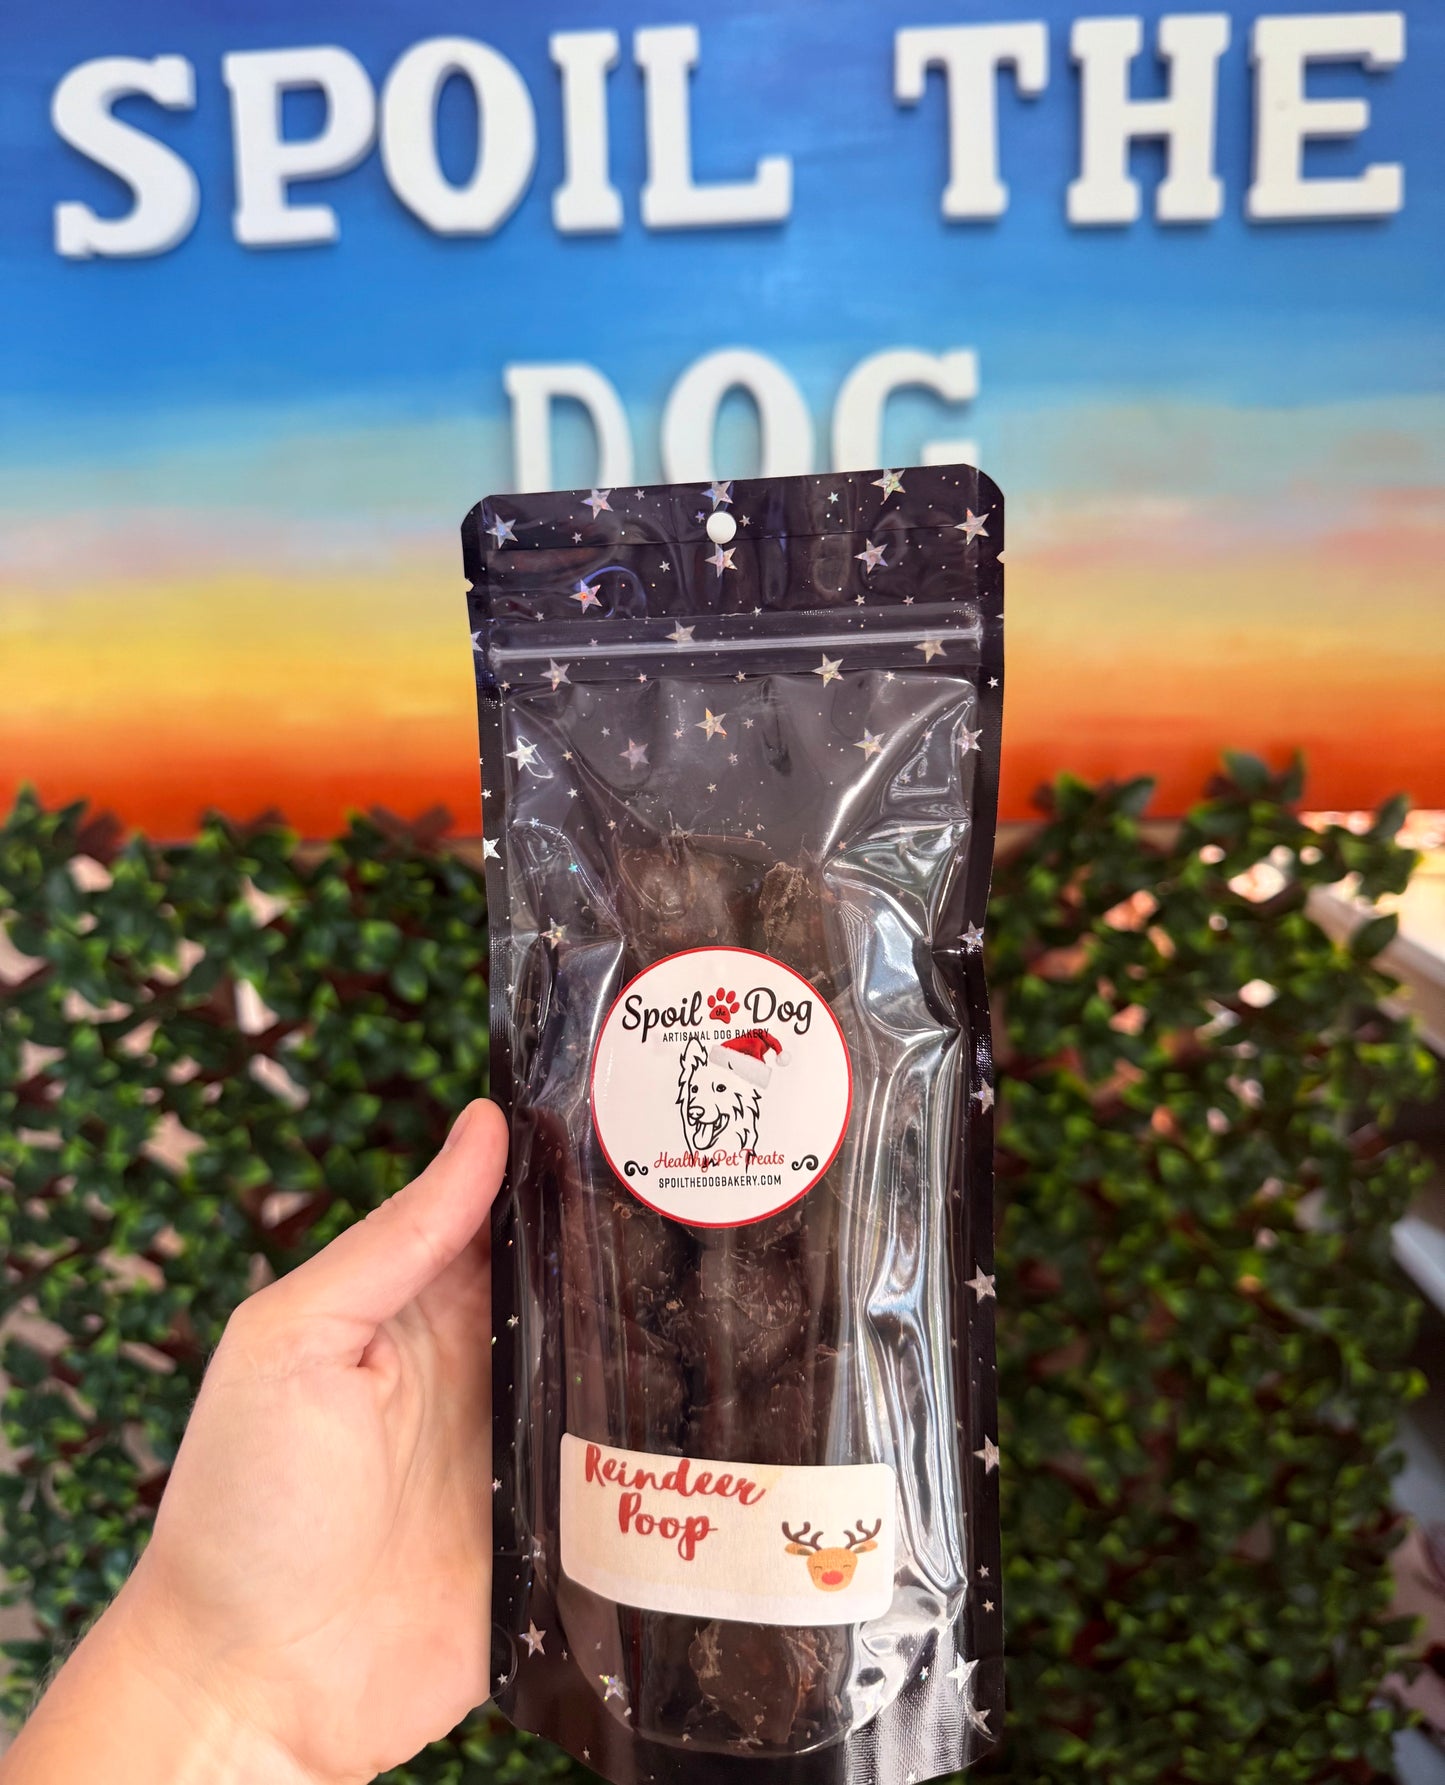 SPOIL THE
DOG
Spoil the Dog
ARTISANAL DOG BAKERY
Healthy Pet Treats
SPOILTHEDOGBAKERY.COM
Reindeer
Poop